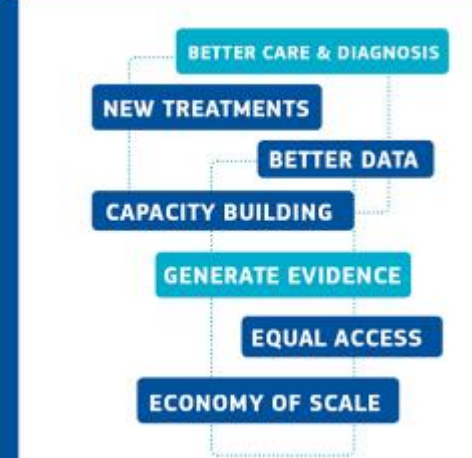 BETTER CARE & DIAGNOSIS
NEW TREATMENTS
BETTER DATA
CAPACITY BUILDING
GENERATE EVIDENCE
EQUAL ACCESS
ECONOMY OF SCALE